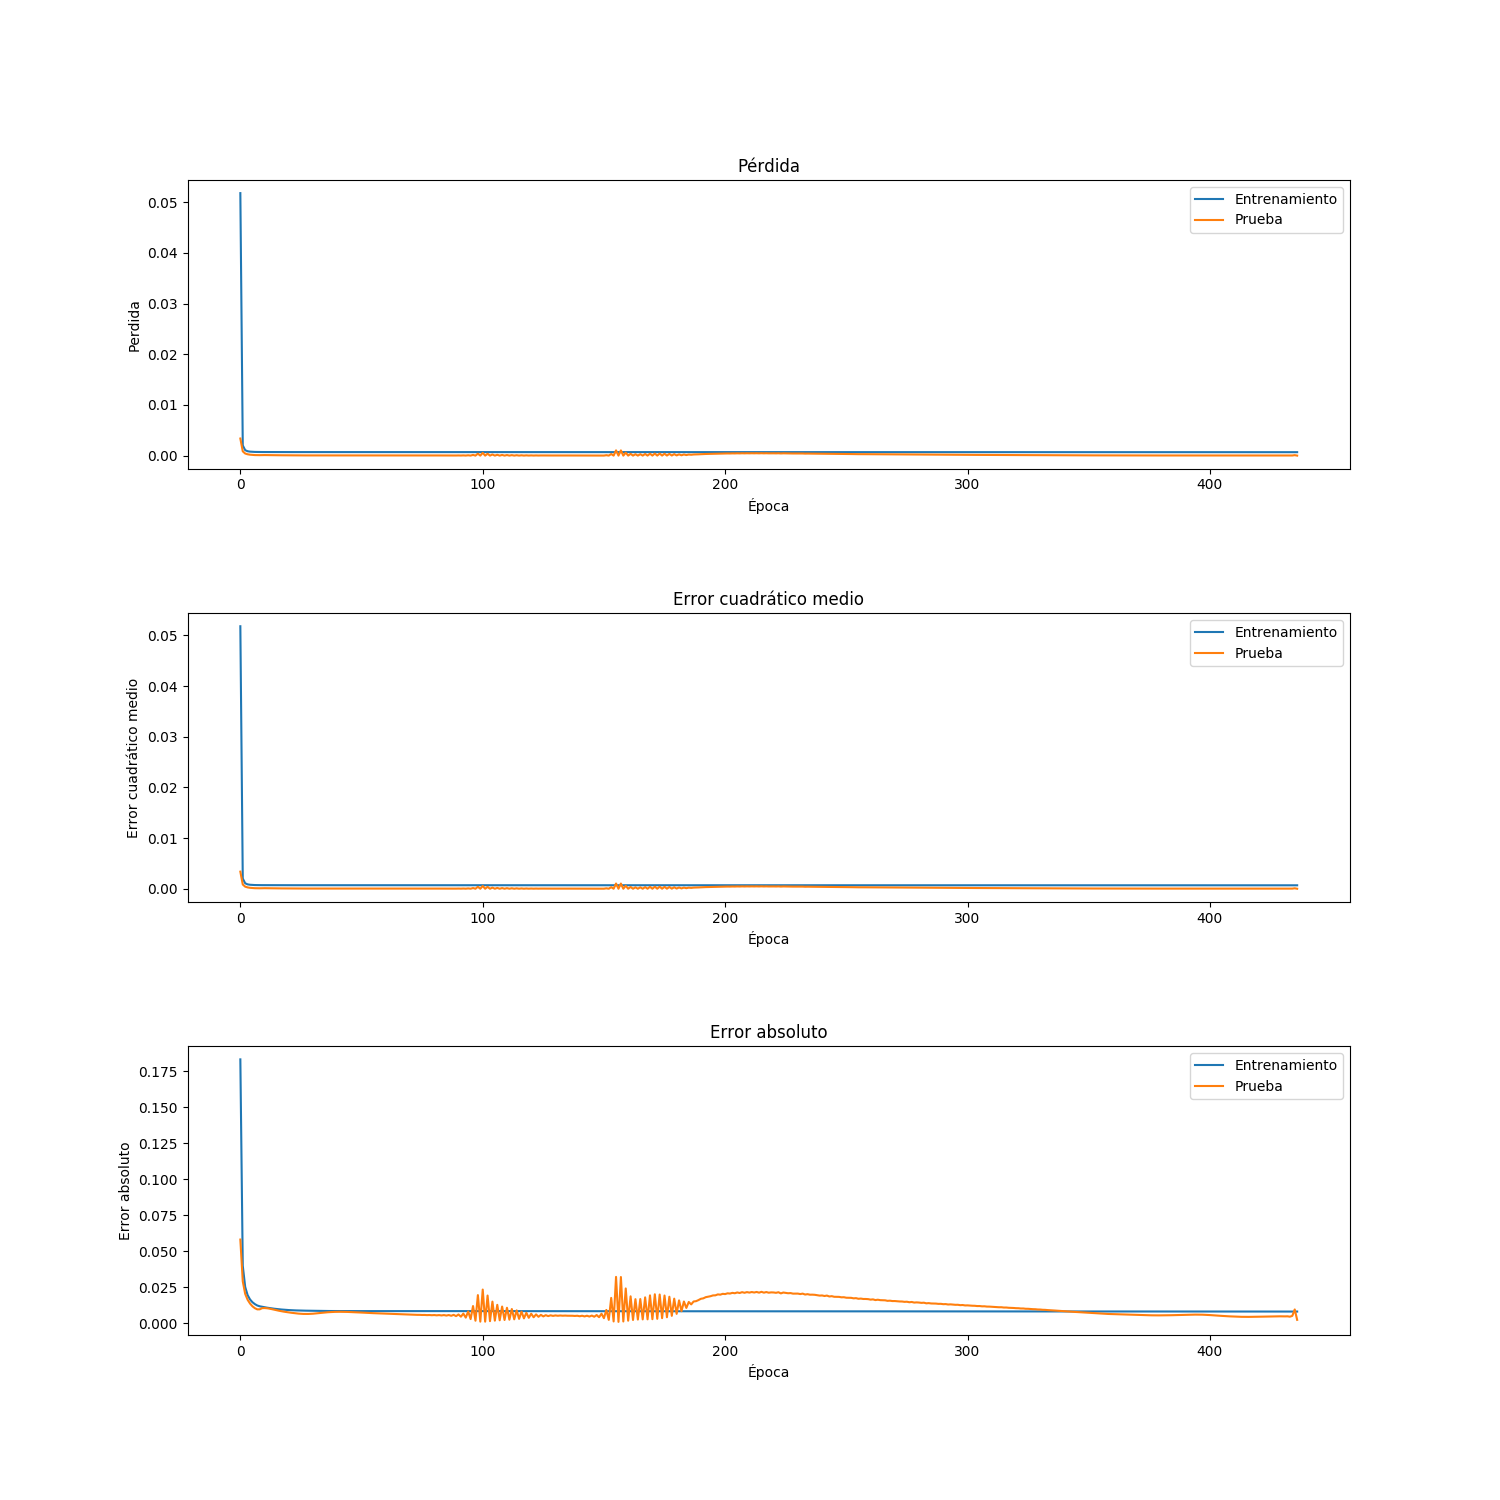 Pérdida
Entrenamiento
Prueba
0.05
0.04
0.03
0.02
0.01
0.00
Perdida
0 100 200 300 400
Época
Error cuadrático medio
Entrenamiento
Prueba
0.05
0.04
0.03
0.02
0.01
0.00
Error cuadrático medio
0 100 200 300 400
Época
Error absoluto
Entrenamiento
Prueba
0.175
0.150
0.125
0.100
0.075
0.050
0.025
0.000
Error absoluto
0 100 200 300 400
Época